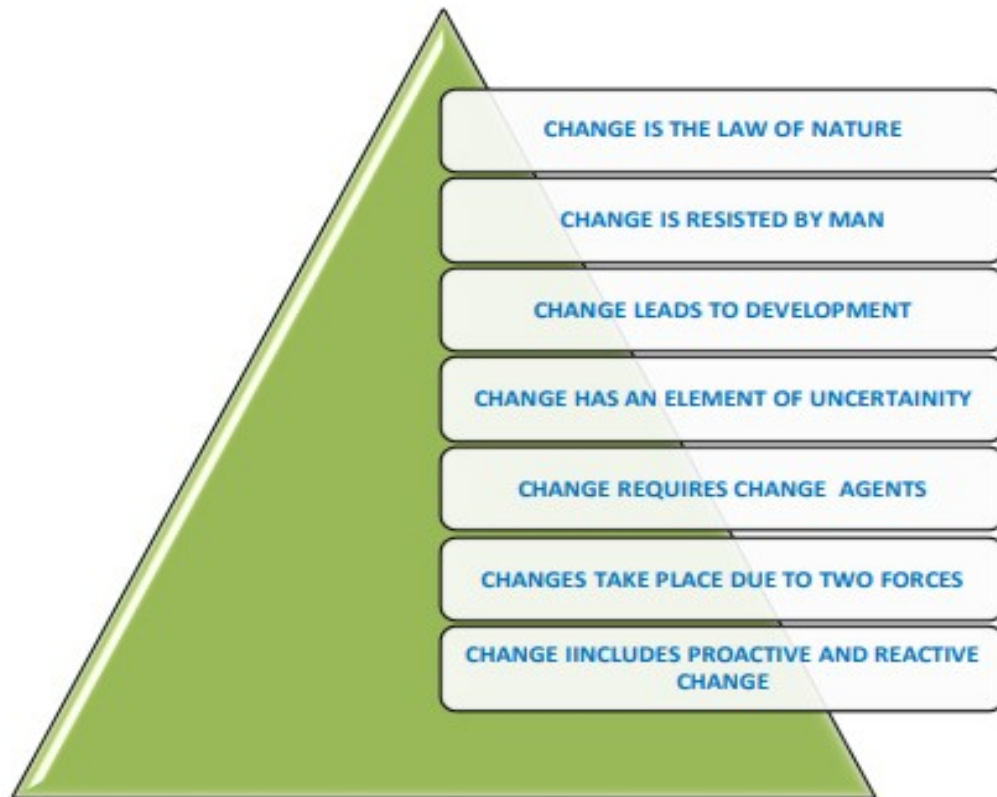 CHANGE IS THE LAW OF NATURE
CHANGE IS RESISTED BY MAN
CHANGE LEADS TO DEVELOPMENT
CHANGE HAS AN ELEMENT OF UNCERTAINITY
CHANGE REQUIRES CHANGE AGENTS
CHANGES TAKE PLACE DUE TO TWO FORCES
CHANGE IINCLUDES PROACTIVE AND REACTIVE
CHANGE